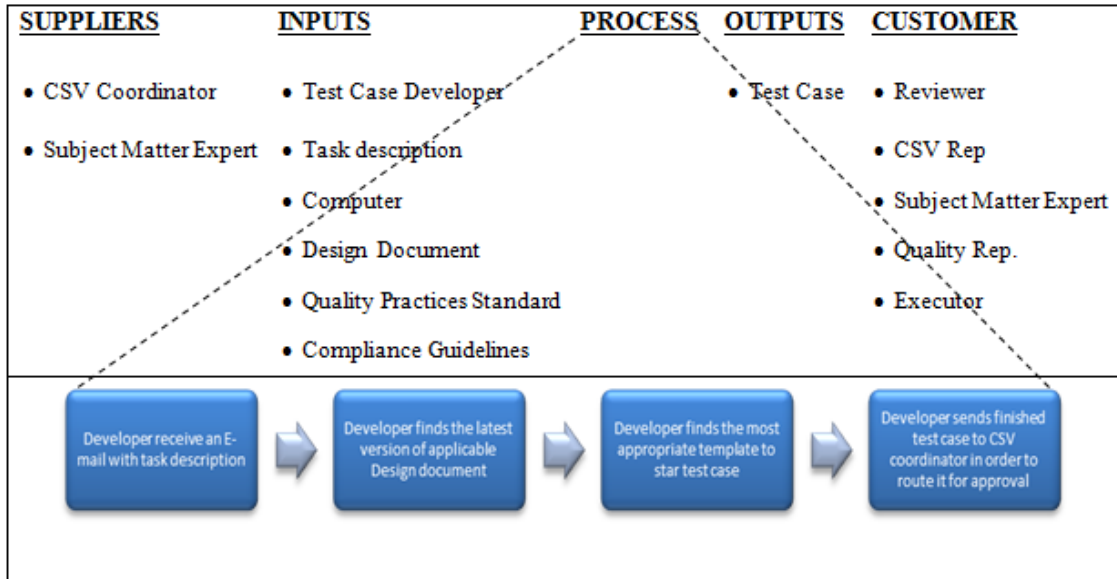 SUPPLIERS
INPUTS
PROCESS
OUTPUTS
CUSTOMER
• CSV Coordinator
• Subject Matter Expert
• Test Case Developer
• Task description
• Computer
• Design Document
• Quality Practices Standard
• Compliance Guidelines
• Test Case
• Reviewer
• CSV Rep
• Subject Matter Expert
• Quality Rep.
• Executor
Developer receive an E-
mail with task description
Developer finds the latest
version of applicable
Design document
Developer finds the most
appropriate template to
star test case
Developer sends finished
test case to CSV
coordinator in order to
route it for approval